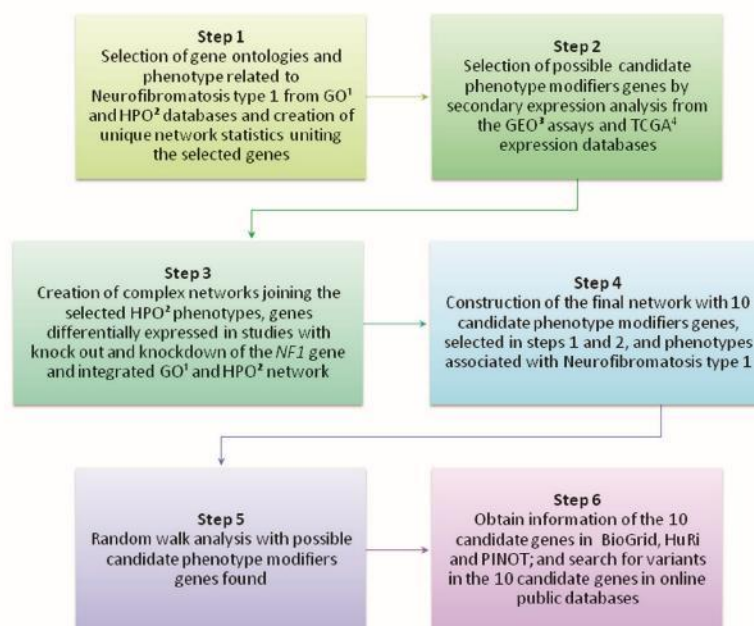 Step 1
Selection of gene ontologies and
phenotype related to
Neurofibromatosis type 1 from GO¹
and HPO² databases and creation of
unique network statistics uniting
the selected genes
Step 2
Selection of possible candidate
phenotype modifiers genes by
secondary expression analysis from
the GEO³ assays and TCGA⁴
expression databases
Step 3
Creation of complex networks joining the
selected HPO² phenotypes, genes
differentially expressed in studies with
knock out and knockdown of the NF1 gene
and integrated GO¹ and HPO² network
Step 4
Construction of the final network with 10
candidate phenotype modifiers genes,
selected in steps 1 and 2, and phenotypes
associated with Neurofibromatosis type 1
Step 5
Random walk analysis with possible
candidate phenotype modifiers
genes found
Step 6
Obtain information of the 10
candidate genes in BioGrid, HuRi
and PINOT; and search for variants
in the 10 candidate genes in online
public databases